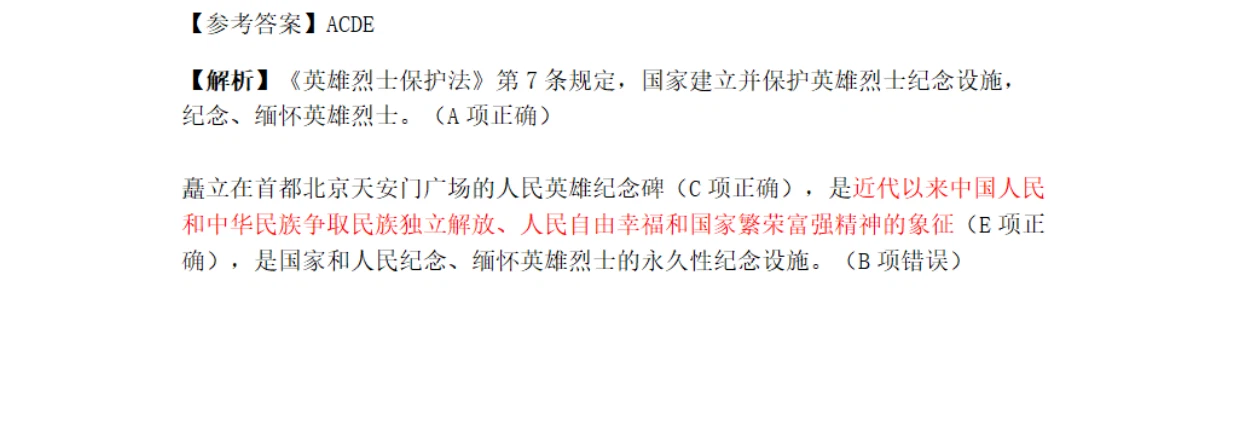 【参考答案】ACDE
【解析】《英雄烈士保护法》第 7 条规定，国家建立并保护英雄烈士纪念设施，
纪念、缅怀英雄烈士。（A 项正确）
矗立在首都北京天安门广场的人民英雄纪念碑（C 项正确），是近代以来中国人民
和中华民族争取民族独立解放、人民自由幸福和国家繁荣富强精神的象征（E 项正
确），是国家和人民纪念、缅怀英雄烈士的永久性纪念设施。（B 项错误）